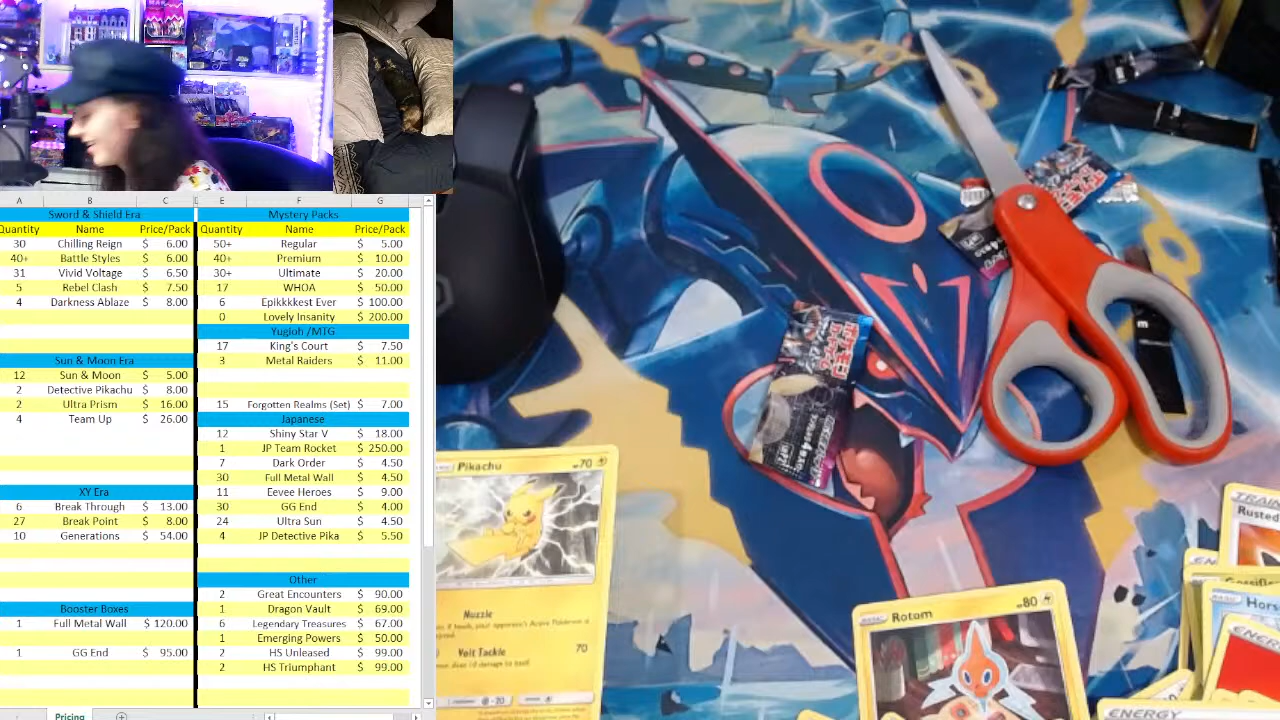 A B C E F G
Sword & Shield Era
Quantity Name Price/Pack
30 Chilling Reign $ 6.00
40+ Battle Styles $ 6.00
31 Vivid Voltage $ 6.50
5 Rebel Clash $ 7.50
4 Darkness Ablaze $ 8.00
Sun & Moon Era
12 Sun & Moon $ 5.00
2 Detective Pikachu $ 8.00
2 Ultra Prism $ 16.00
4 Team Up $ 26.00
XY Era
6 Break Through $ 13.00
27 Break Point $ 8.00
10 Generations $ 54.00
Booster Boxes
1 Full Metal Wall $ 120.00
1 GG End $ 95.00
Pricing
Mystery Packs
Quantity Name Price/Pack
50+ Regular $ 5.00
40+ Premium $ 10.00
30+ Ultimate $ 20.00
17 WHOA $ 50.00
6 Epikkkkest Ever $ 100.00
0 Lovely Insanity $ 200.00
Yugioh /MTG
17 King's Court $ 7.50
3 Metal Raiders $ 11.00
15 Forgotten Realms (Set) $ 7.00
Japanese
12 Shiny Star V $ 18.00
1 JP Team Rocket $ 250.00
7 Dark Order $ 4.50
30 Full Metal Wall $ 4.50
11 Eevee Heroes $ 9.00
30 GG End $ 4.00
24 Ultra Sun $ 4.50
4 JP Detective Pika $ 5.50
Other
2 Great Encounters $ 90.00
1 Dragon Vault $ 69.00
6 Legendary Treasures $ 67.00
1 Emerging Powers $ 50.00
2 HS Unleashed $ 99.00
2 HS Triumphant $ 99.00
Pikachu 70
Nuzzle
Volt Tackle 70
BASIC Rotom 80
TRAIN
Rusted
BASIC Hors
ENERGY
ENERGY